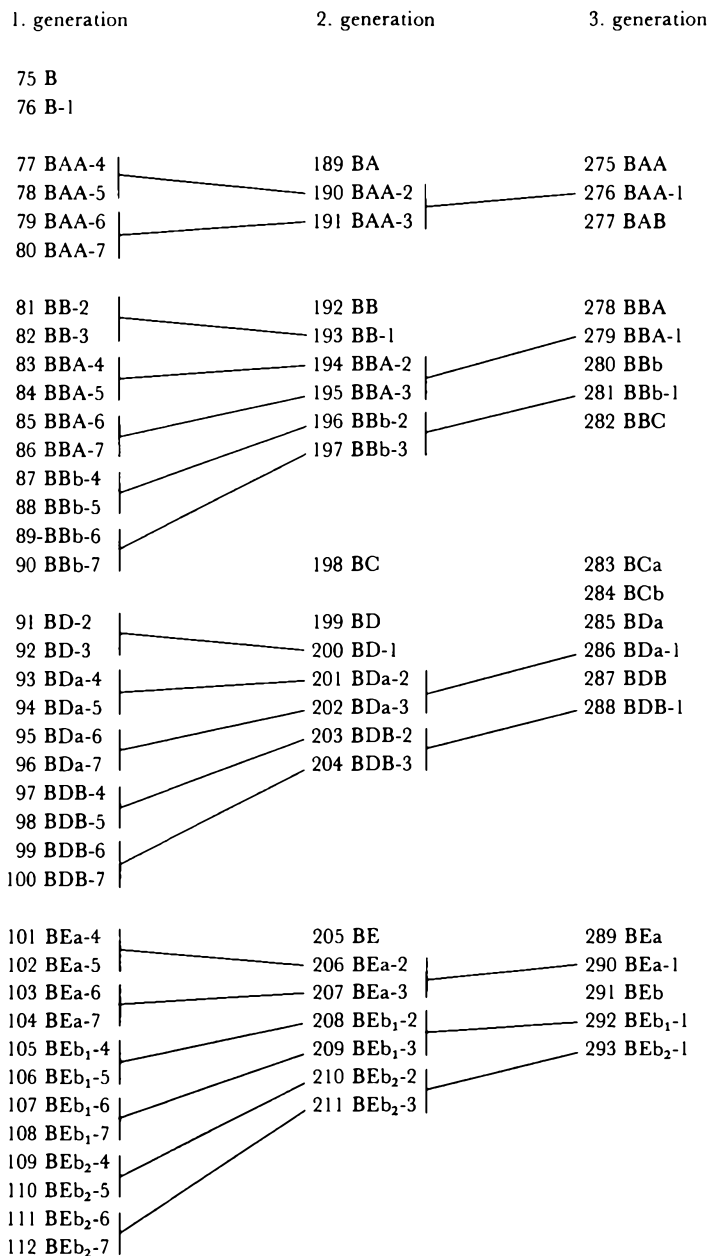 1. generation 2. generation 3. generation
75 B
76 B-1
77 BAA-4 189 BA 275 BAA
78 BAA-5 190 BAA-2 276 BAA-1
79 BAA-6 191 BAA-3 277 BAB
80 BAA-7
81 BB-2 192 BB 278 BBA
82 BB-3 193 BB-1 279 BBA-1
83 BBA-4 194 BBA-2 280 BBb
84 BBA-5 195 BBA-3 281 BBb-1
85 BBA-6 196 BBb-2 282 BBC
86 BBA-7 197 BBb-3
87 BBb-4
88 BBb-5
89-BBb-6
90 BBb-7 198 BC 283 BCa
284 BCb
91 BD-2 199 BD 285 BDa
92 BD-3 200 BD-1 286 BDa-1
93 BDa-4 201 BDa-2 287 BDB
94 BDa-5 202 BDa-3 288 BDB-1
95 BDa-6 203 BDB-2
96 BDa-7 204 BDB-3
97 BDB-4
98 BDB-5
99 BDB-6
100 BDB-7
101 BEa-4 205 BE 289 BEa
102 BEa-5 206 BEa-2 290 BEa-1
103 BEa-6 207 BEa-3 291 BEb
104 BEa-7 208 BEb₁-2 292 BEb₁-1
105 BEb₁-4 209 BEb₁-3 293 BEb₂-1
106 BEb₁-5 210 BEb₂-2
107 BEb₁-6 211 BEb₂-3
108 BEb₁-7
109 BEb₂-4
110 BEb₂-5
111 BEb₂-6
112 BEb₂-7